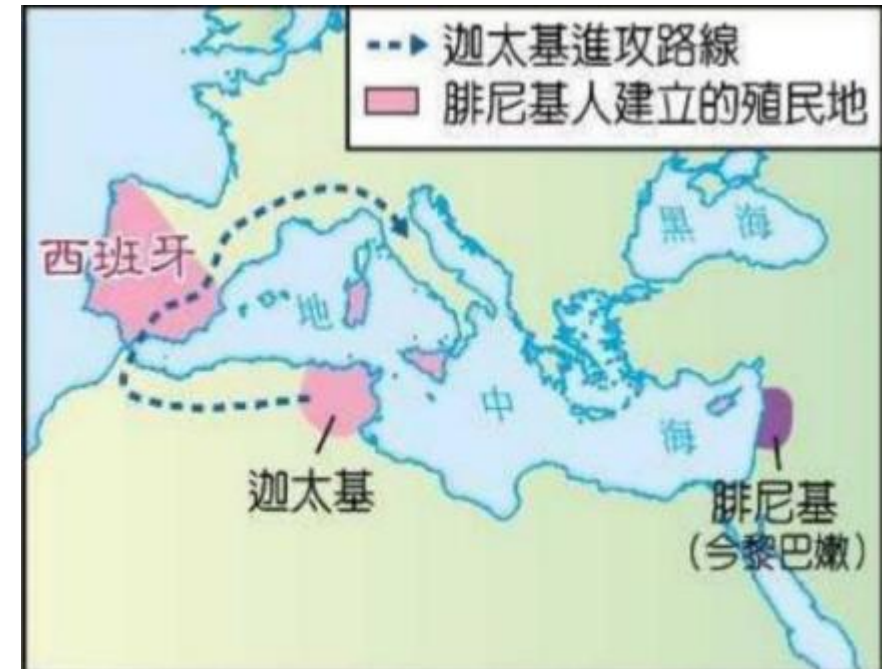 迦太基進攻路線
腓尼基人建立的殖民地
黑海
西班牙
地中海
迦太基
腓尼基
(今黎巴嫩)